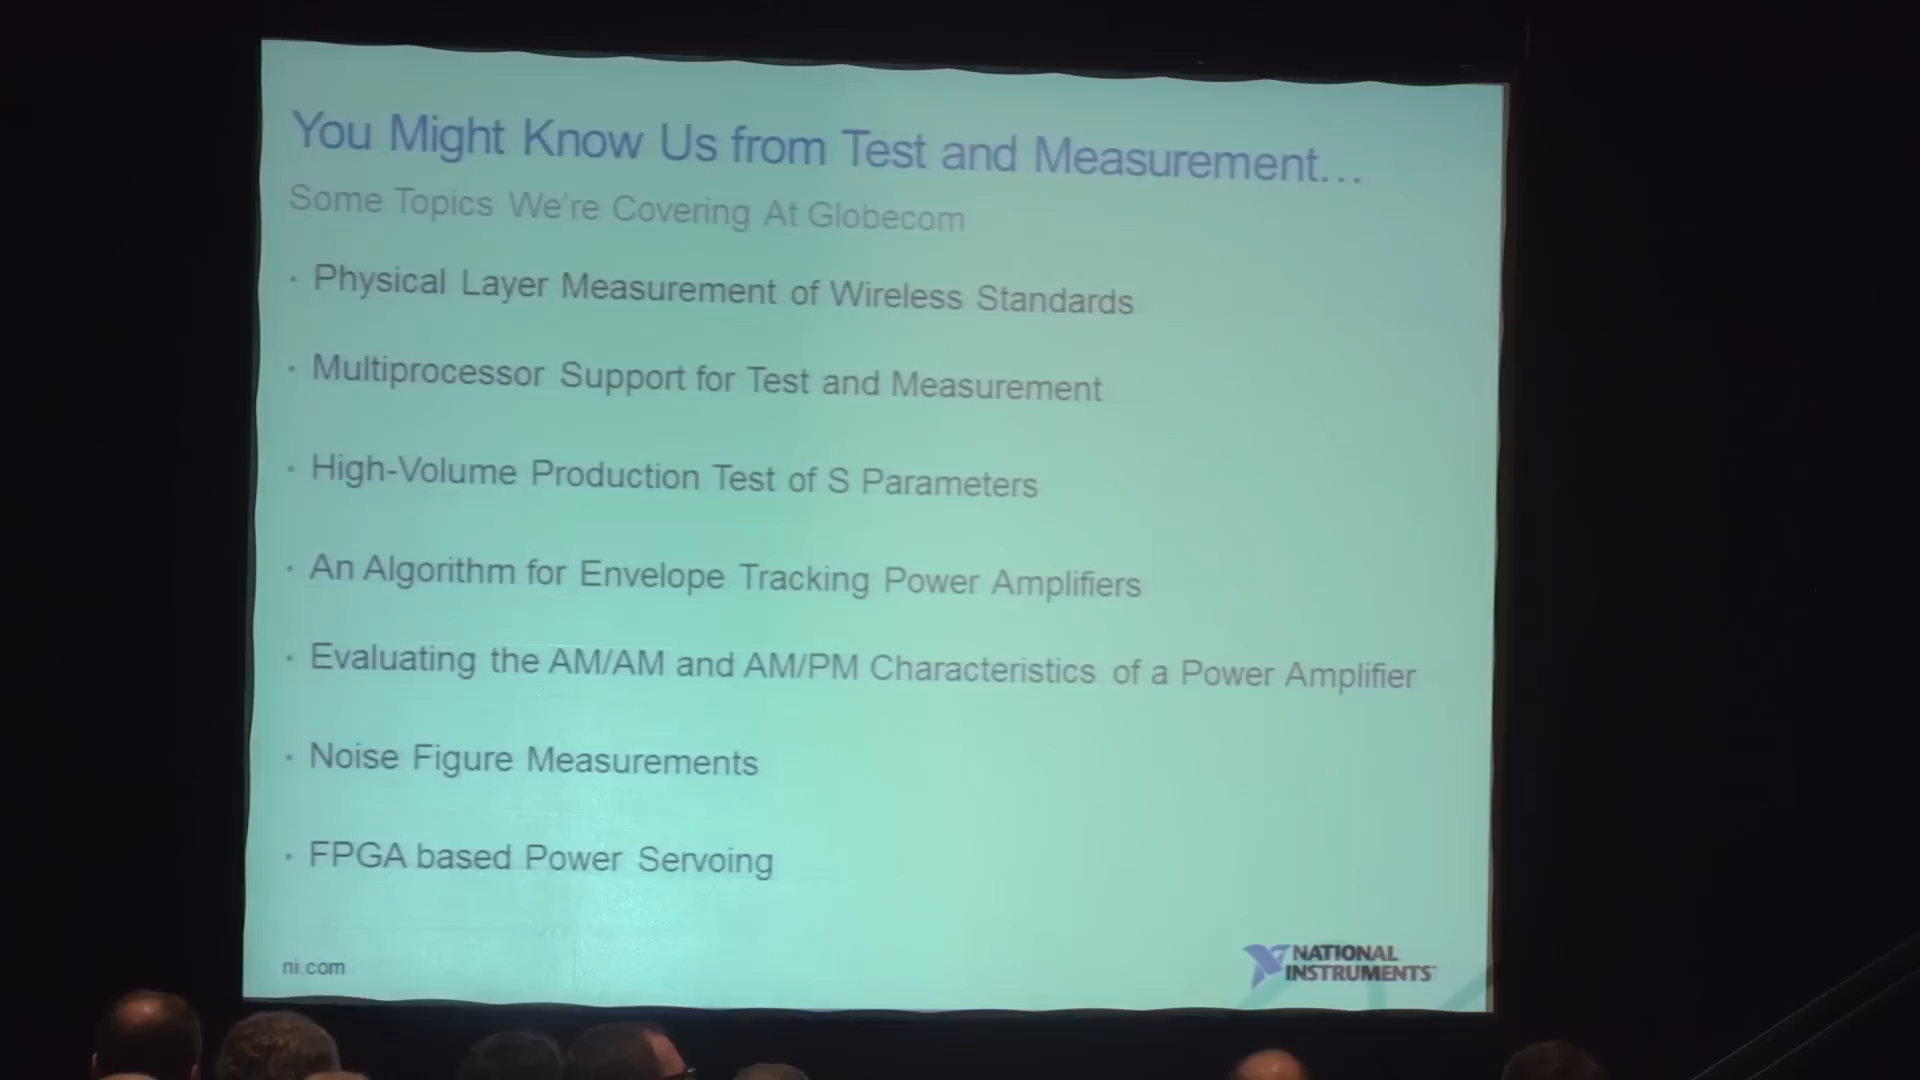 You Might Know Us from Test and Measurement...
Some Topics We're Covering At Globecom
· Physical Layer Measurement of Wireless Standards
· Multiprocessor Support for Test and Measurement
· High-Volume Production Test of S Parameters
· An Algorithm for Envelope Tracking Power Amplifiers
· Evaluating the AM/AM and AM/PM Characteristics of a Power Amplifier
· Noise Figure Measurements
· FPGA based Power Servoing
ni.com
NATIONAL
INSTRUMENTS